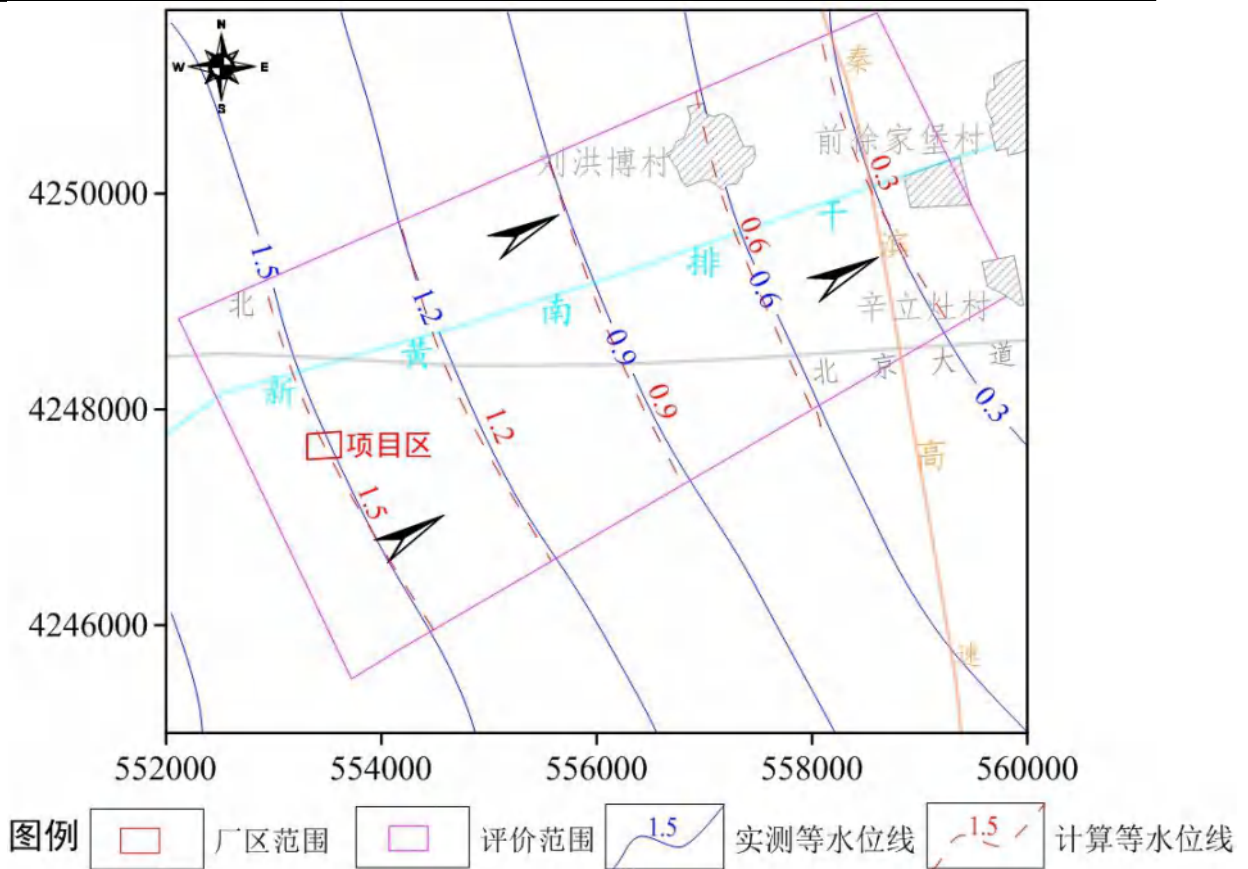 N
W E
S
秦
前徐家堡村
刘洪博村
4250000
0.3
干
0.6
滨
1.5
排
0.6
北
1.2
南
辛立灶村
0.9
黄
北 京 大 道
新
0.9
0.3
4248000
1.2
项目区
高
1.5
4246000
速
552000 554000 556000 558000 560000
图例 厂区范围 评价范围 1.5 实测等水位线 1.5 计算等水位线